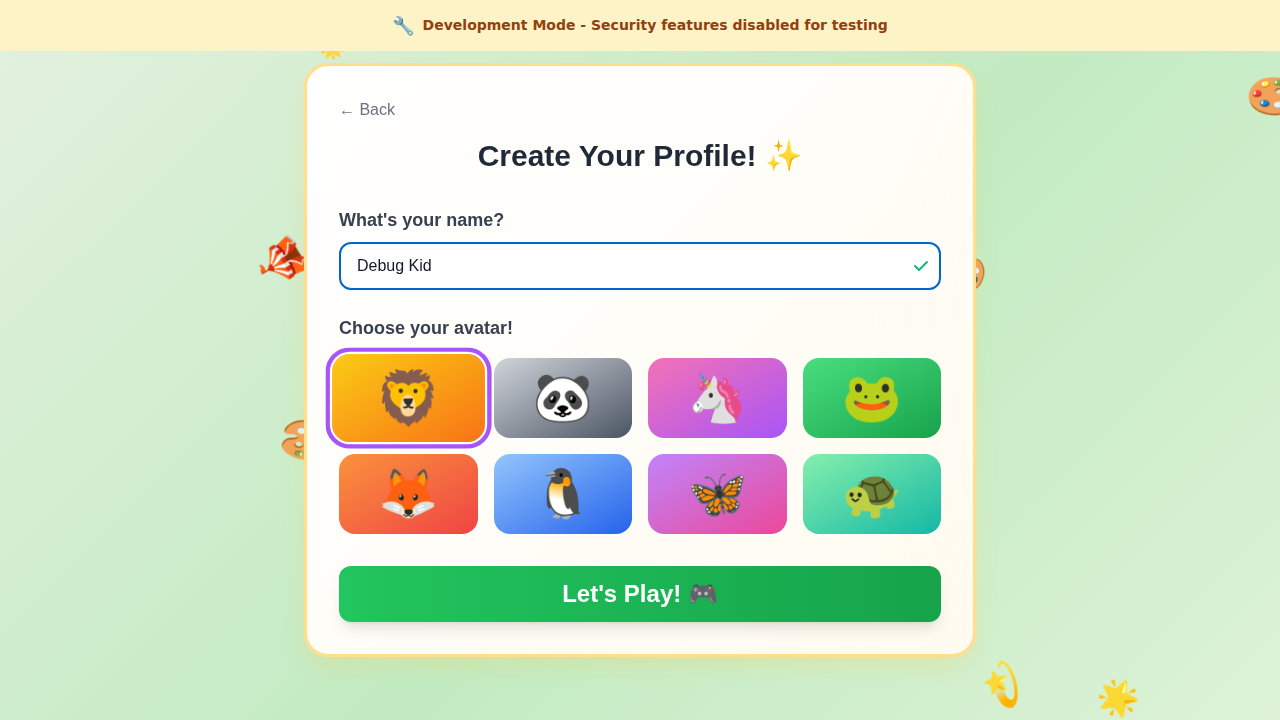 🔧 Development Mode - Security features disabled for testing
← Back
Create Your Profile! ✨
What's your name?
Debug Kid
Choose your avatar!
Let's Play! 🎮